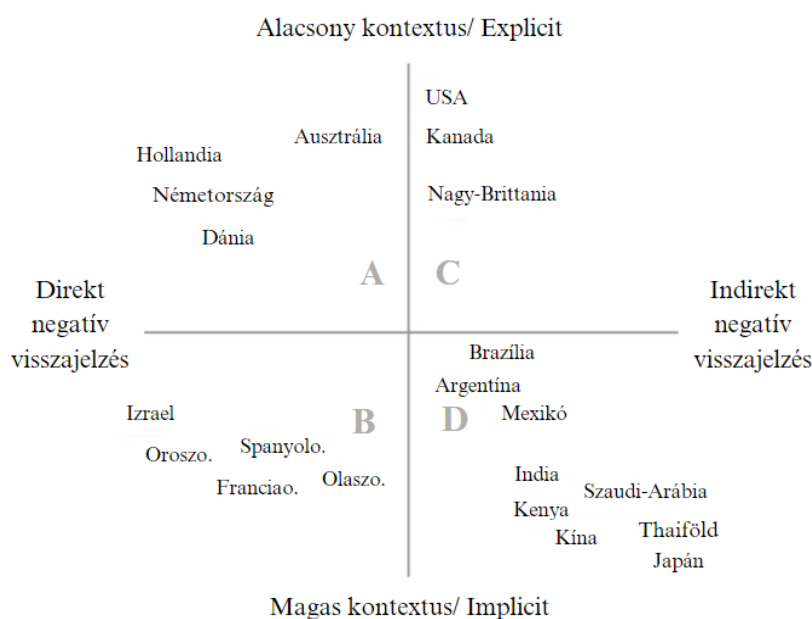 Alacsony kontextus/ Explicit
USA
Ausztrália
Kanada
Hollandia
Németország
Nagy-Brittania
Dánia
A
C
Direkt
negatív
visszajelzés
Indirekt
negatív
visszajelzés
Brazília
Argentína
Izrael
B
D
Mexikó
Oroszo.
Spanyolo.
Franciao.
Olaszo.
India
Szaudi-Arábia
Kenya
Kína
Thaiföld
Japán
Magas kontextus/ Implicit